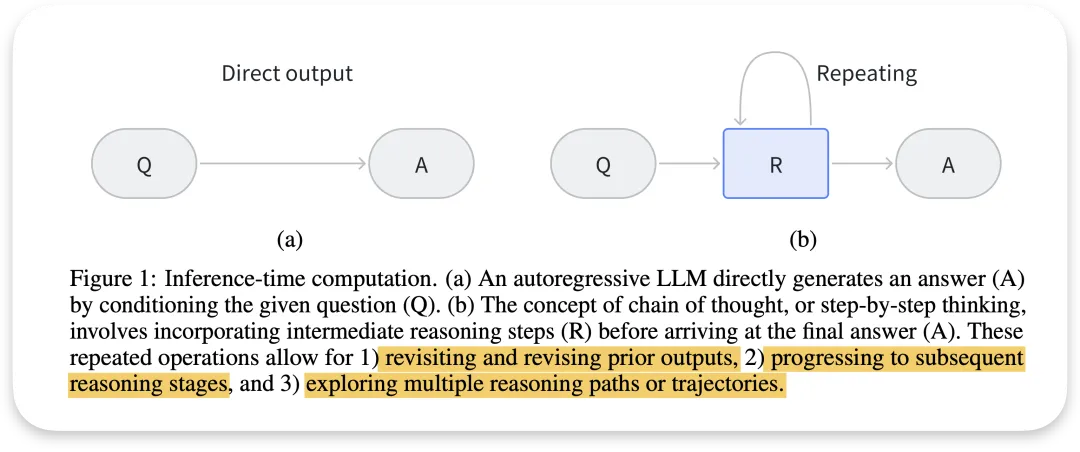 Direct output
Repeating
Q
A
Q
R
A
(a)
(b)
Figure 1: Inference-time computation. (a) An autoregressive LLM directly generates an answer (A)
by conditioning the given question (Q). (b) The concept of chain of thought, or step-by-step thinking,
involves incorporating intermediate reasoning steps (R) before arriving at the final answer (A). These
repeated operations allow for 1) revisiting and revising prior outputs, 2) progressing to subsequent
reasoning stages, and 3) exploring multiple reasoning paths or trajectories.